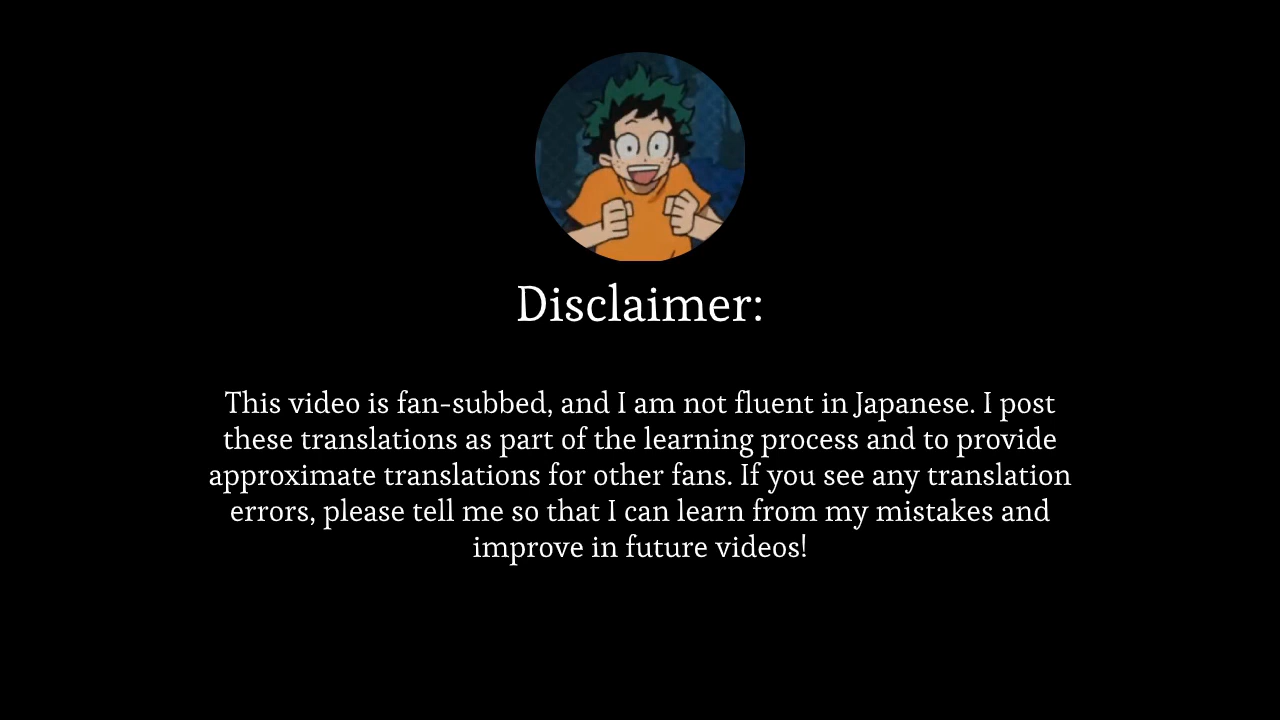 Disclaimer:
This video is fan-subbed, and I am not fluent in Japanese. I post
these translations as part of the learning process and to provide
approximate translations for other fans. If you see any translation
errors, please tell me so that I can learn from my mistakes and
improve in future videos!